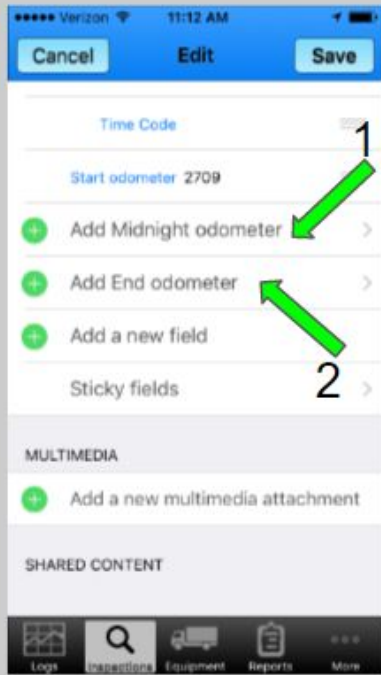 Verizon 11:12 AM
Cancel Edit Save
Time Code
1
Start odometer 2709
Add Midnight odometer
Add End odometer
Add a new field
2
Sticky fields
MULTIMEDIA
Add a new multimedia attachment
SHARED CONTENT
Logs Inspections Equipment Reports More